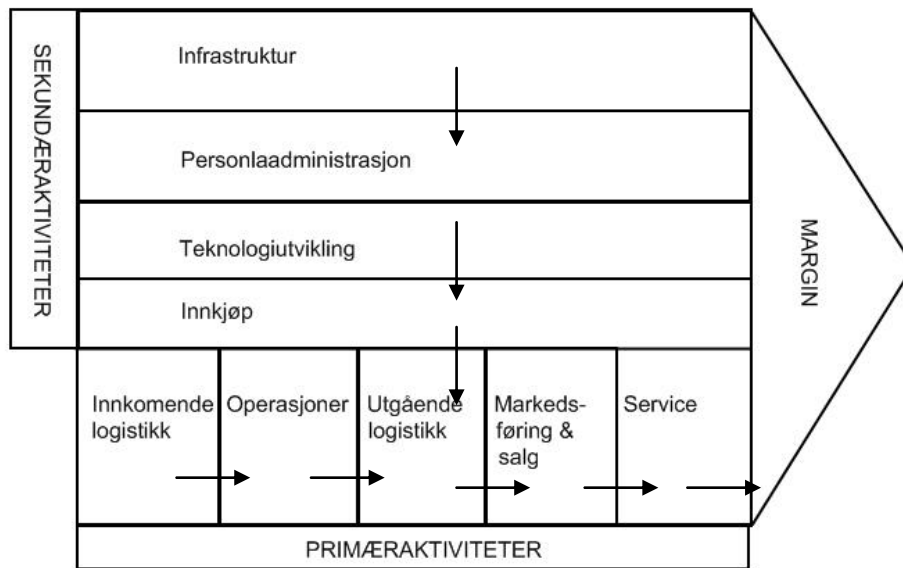 SEKUNDÆRAKTIVITETER
Infrastruktur
Personlaadministrasjon
Teknologiutvikling
Innkjøp
Innkomende
logistikk
Operasjoner
Utgående
logistikk
Markeds-
føring &
salg
Service
MARGIN
PRIMÆRAKTIVITETER